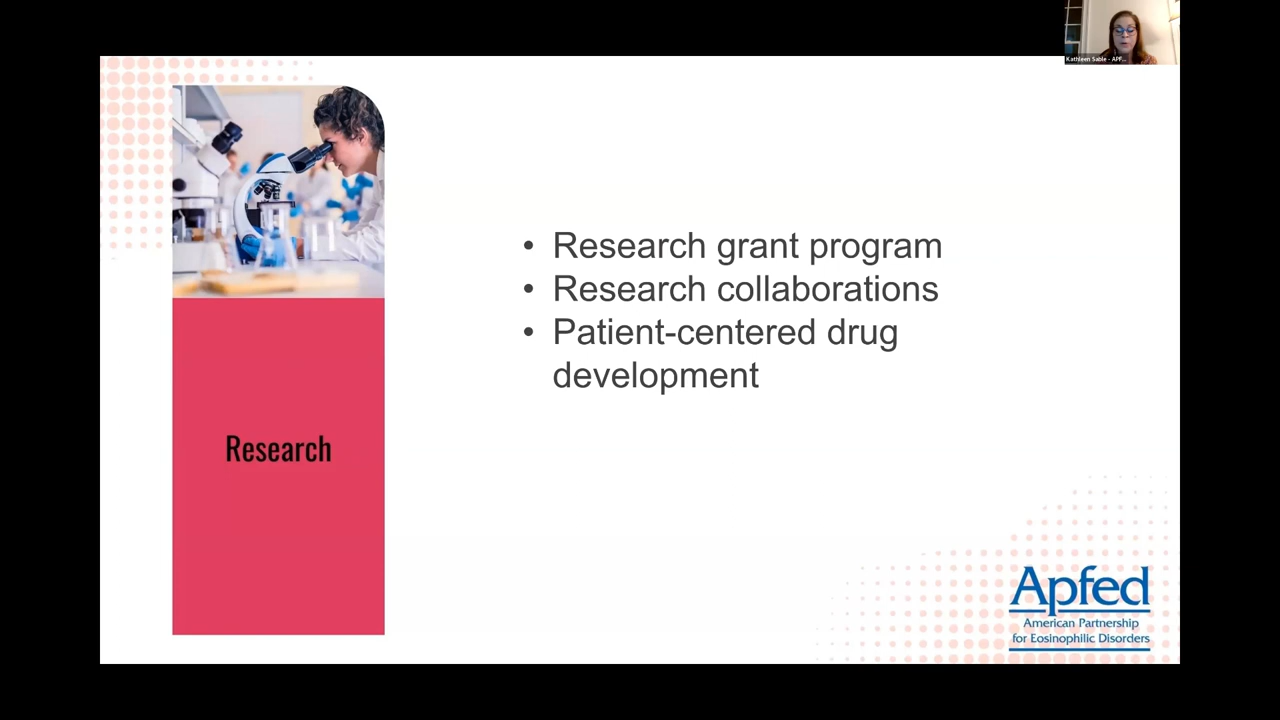 Kathleen Sable - APF...
Research
• Research grant program
• Research collaborations
• Patient-centered drug
development
Apfed
American Partnership
for Eosinophilic Disorders